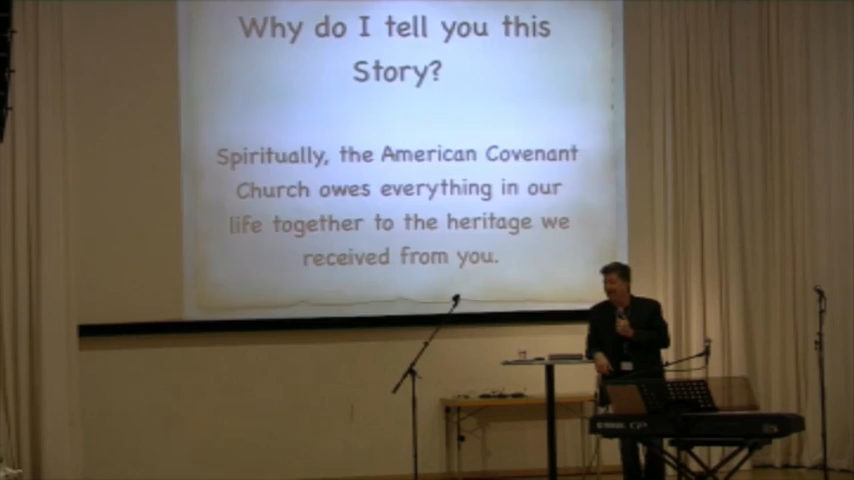 Why do I tell you this
Story?
Spiritually, the American Covenant
Church owes everything in our
life together to the heritage we
received from you.